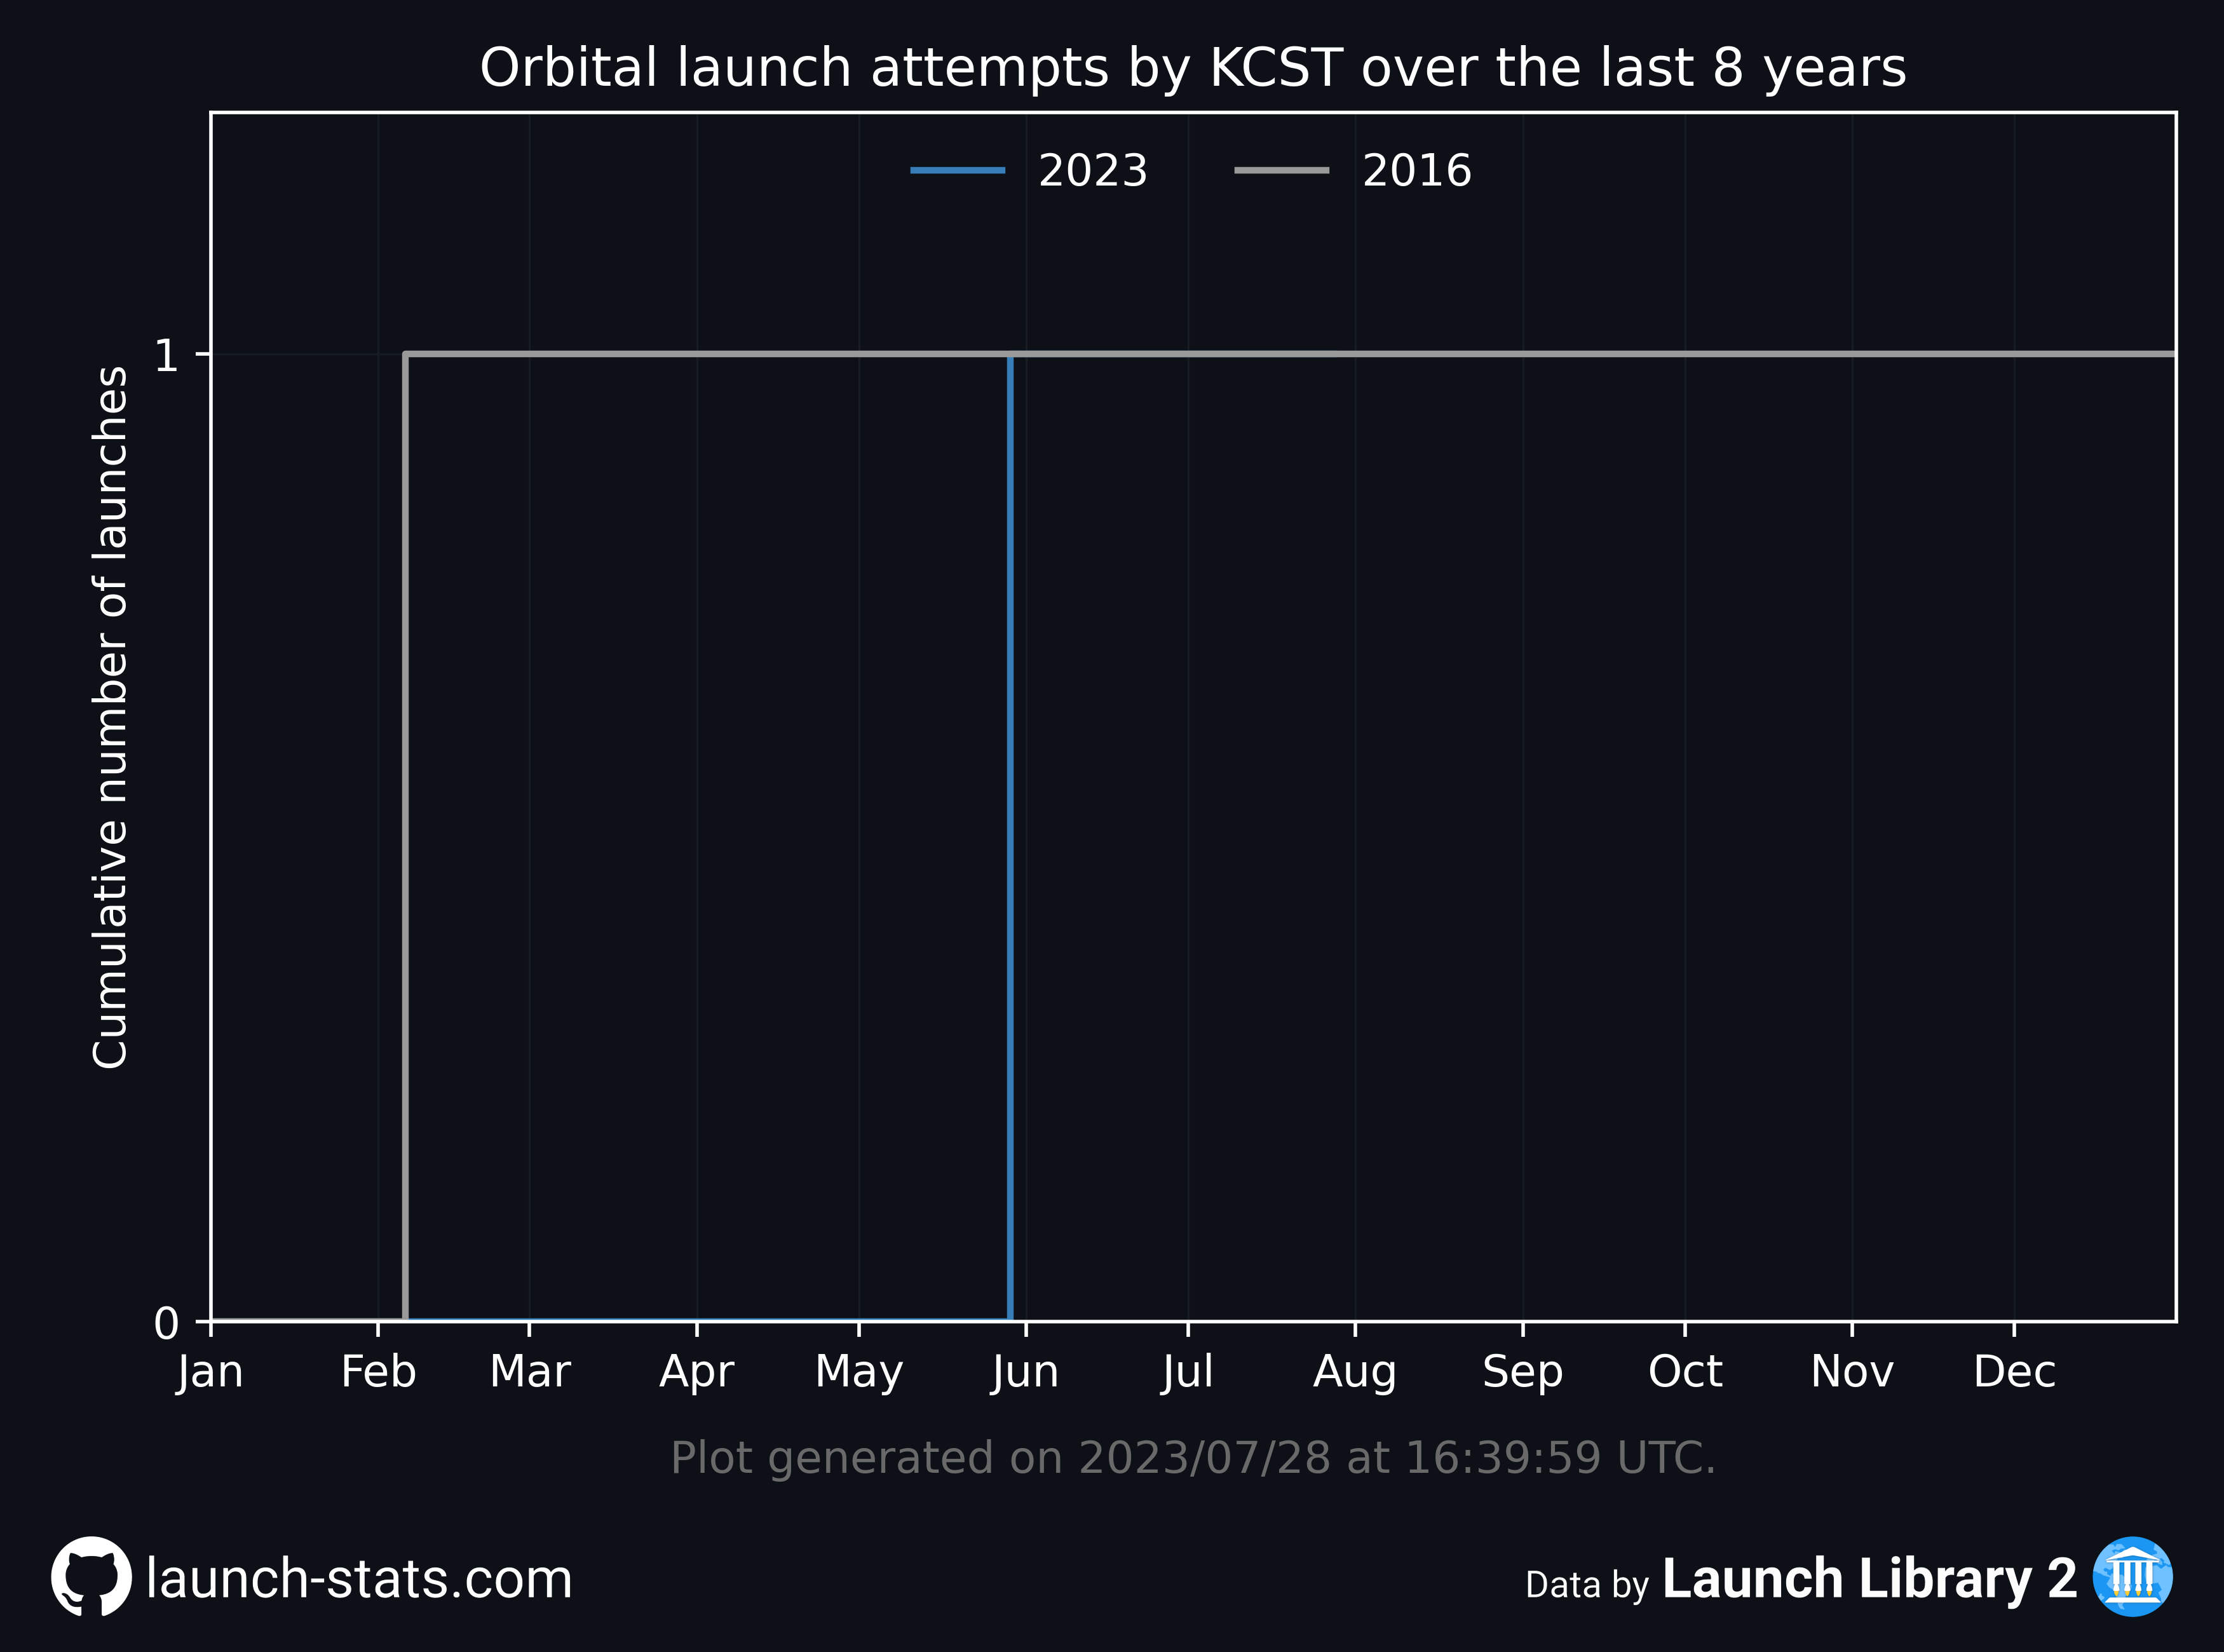 Orbital launch attempts by KCST over the last 8 years
2023 2016
Cumulative number of launches
1
0
Jan Feb Mar Apr May Jun Jul Aug Sep Oct Nov Dec
Plot generated on 2023/07/28 at 16:39:59 UTC.
launch-stats.com
Data by Launch Library 2